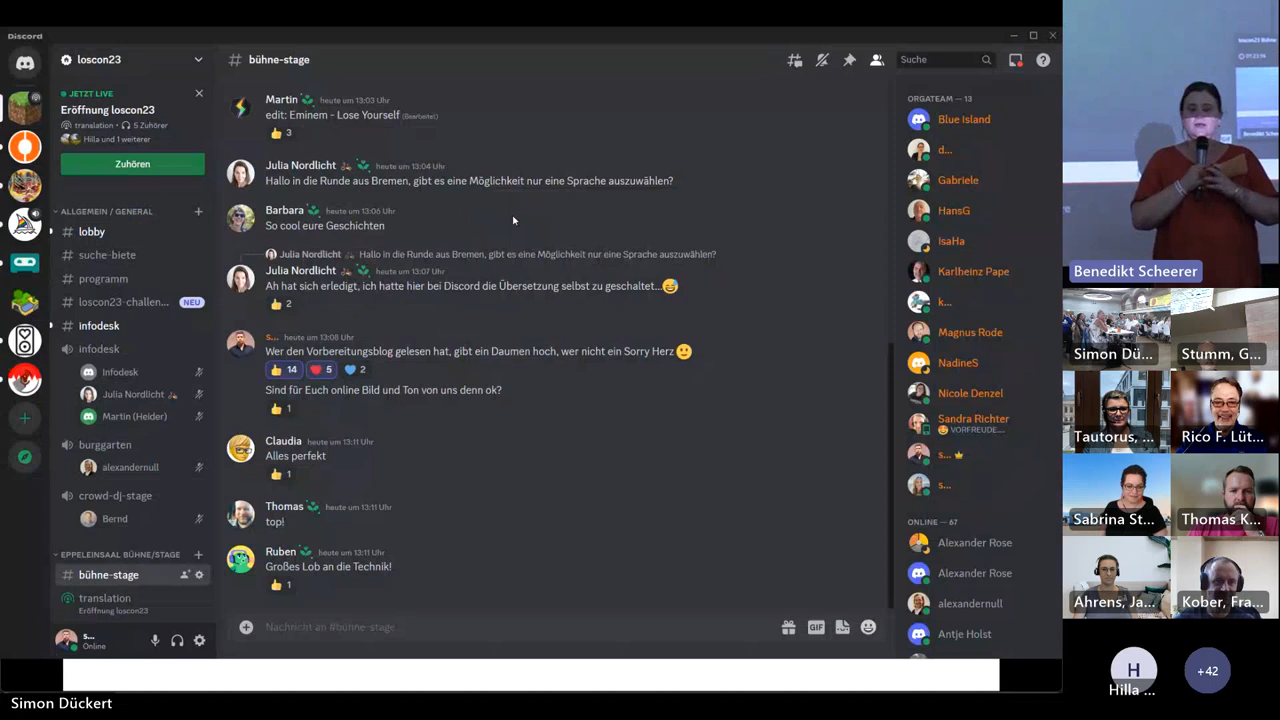 Discord
loscon23
JETZT LIVE
Eröffnung loscon23
translation • 5 Zuhörer
Hilla und 1 weiterer
Zuhören
ALLGEMEIN / GENERAL
lobby
suche-biete
programm
loscon23-challen... NEU
infodesk
infodesk
Infodesk
Julia Nordlicht
Martin (Heider)
burggarten
alexandernull
crowd-dj-stage
Bernd
EPPELEINSAAL BÜHNE/STAGE
bühne-stage
translation
Eröffnung loscon23
s...
Online
bühne-stage
Suche
Martin heute um 13:03 Uhr
edit: Eminem - Lose Yourself (Bearbeitet)
3
Julia Nordlicht heute um 13:04 Uhr
Hallo in die Runde aus Bremen, gibt es eine Möglichkeit nur eine Sprache auszuwählen?
Barbara heute um 13:06 Uhr
So cool eure Geschichten
Julia Nordlicht Hallo in die Runde aus Bremen, gibt es eine Möglichkeit nur eine Sprache auszuwählen?
Julia Nordlicht heute um 13:07 Uhr
Ah hat sich erledigt, ich hatte hier bei Discord die Übersetzung selbst zu geschaltet...😅
2
s... heute um 13:08 Uhr
Wer den Vorbereitungsblog gelesen hat, gibt ein Daumen hoch, wer nicht ein Sorry Herz🙂
14 5 2
Sind für Euch online Bild und Ton von uns denn ok?
1
Claudia heute um 13:11 Uhr
Alles perfekt
1
Thomas heute um 13:11 Uhr
top!
Ruben heute um 13:11 Uhr
Großes Lob an die Technik!
1
Nachricht an #bühne-stage
GIF
ORGATEAM — 13
Blue Island
d...
Gabriele
HansG
IsaHa
Karlheinz Pape
k...
Magnus Rode
NadineS
Nicole Denzel
Sandra Richter
VORFREUDE....
s...
s...
ONLINE — 67
Alexander Rose
Alexander Rose
alexandernull
Antje Holst
Benedikt Scheerer
Simon Dü...
Stumm, G...
Tautorus, ...
Rico F. Lüt...
Sabrina St...
Thomas K...
Ahrens, Ja...
Kober, Fra...
H
Hilla ...
+42
Simon Dückert